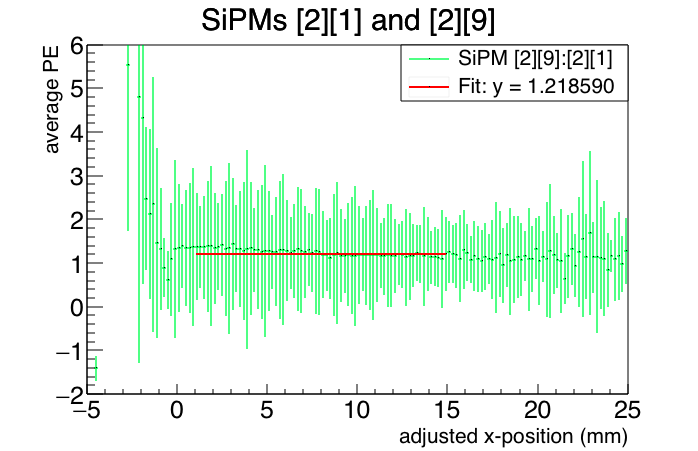 SiPMs [2][1] and [2][9]
average PE
SiPM [2][9]:[2][1]
Fit: y = 1.218590
6
5
4
3
2
1
0
−1
−2
−5 0 5 10 15 20 25
adjusted x-position (mm)